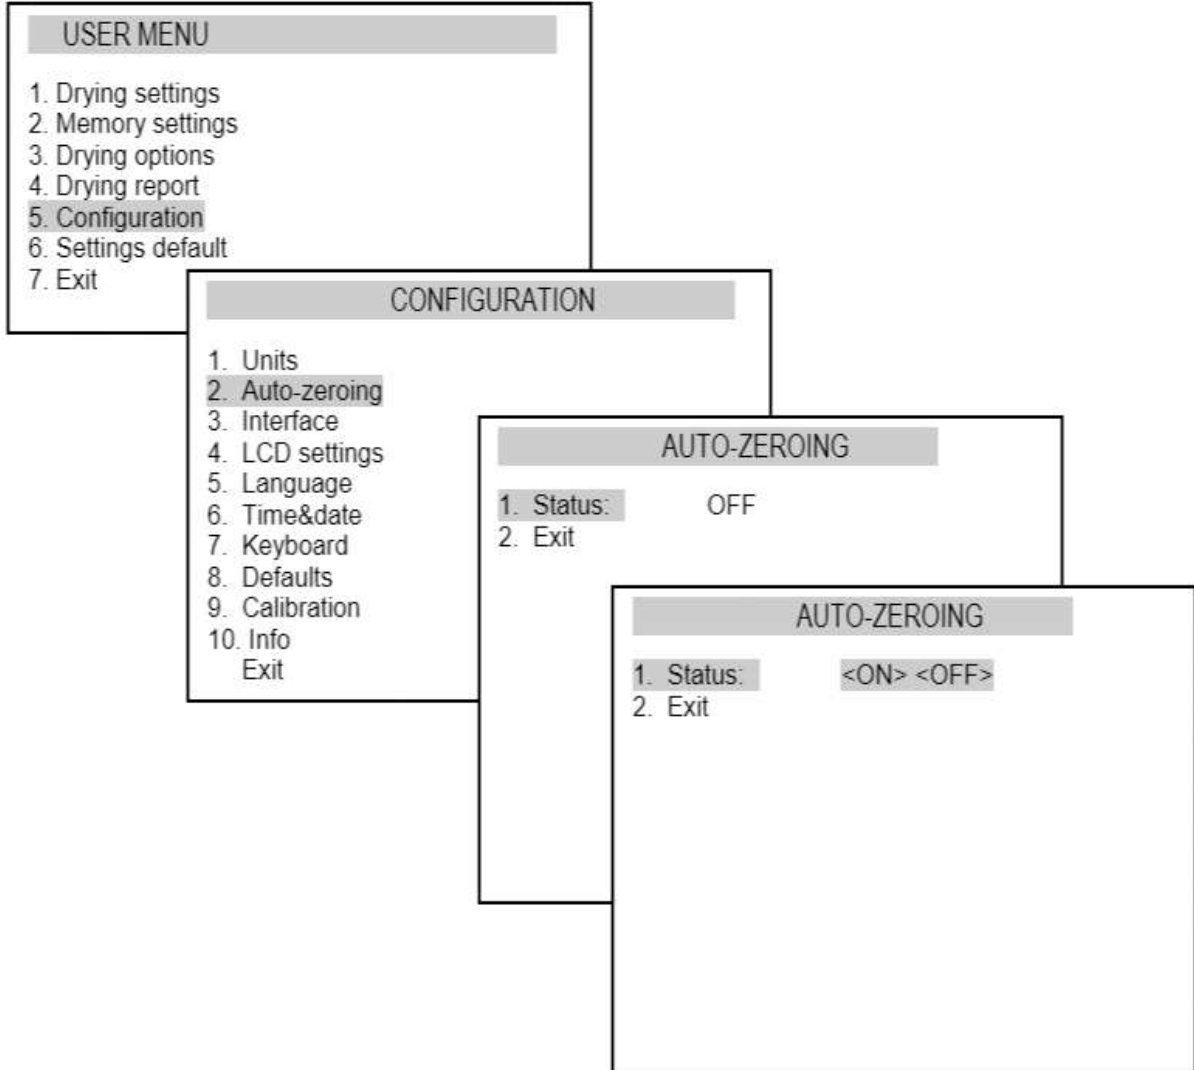 USER MENU
1. Drying settings
2. Memory settings
3. Drying options
4. Drying report
5. Configuration
6. Settings default
7. Exit
CONFIGURATION
1. Units
2. Auto-zeroing
3. Interface
4. LCD settings
5. Language
6. Time&date
7. Keyboard
8. Defaults
9. Calibration
10. Info
Exit
AUTO-ZEROING
1. Status: OFF
2. Exit
AUTO-ZEROING
1. Status: <ON> <OFF>
2. Exit